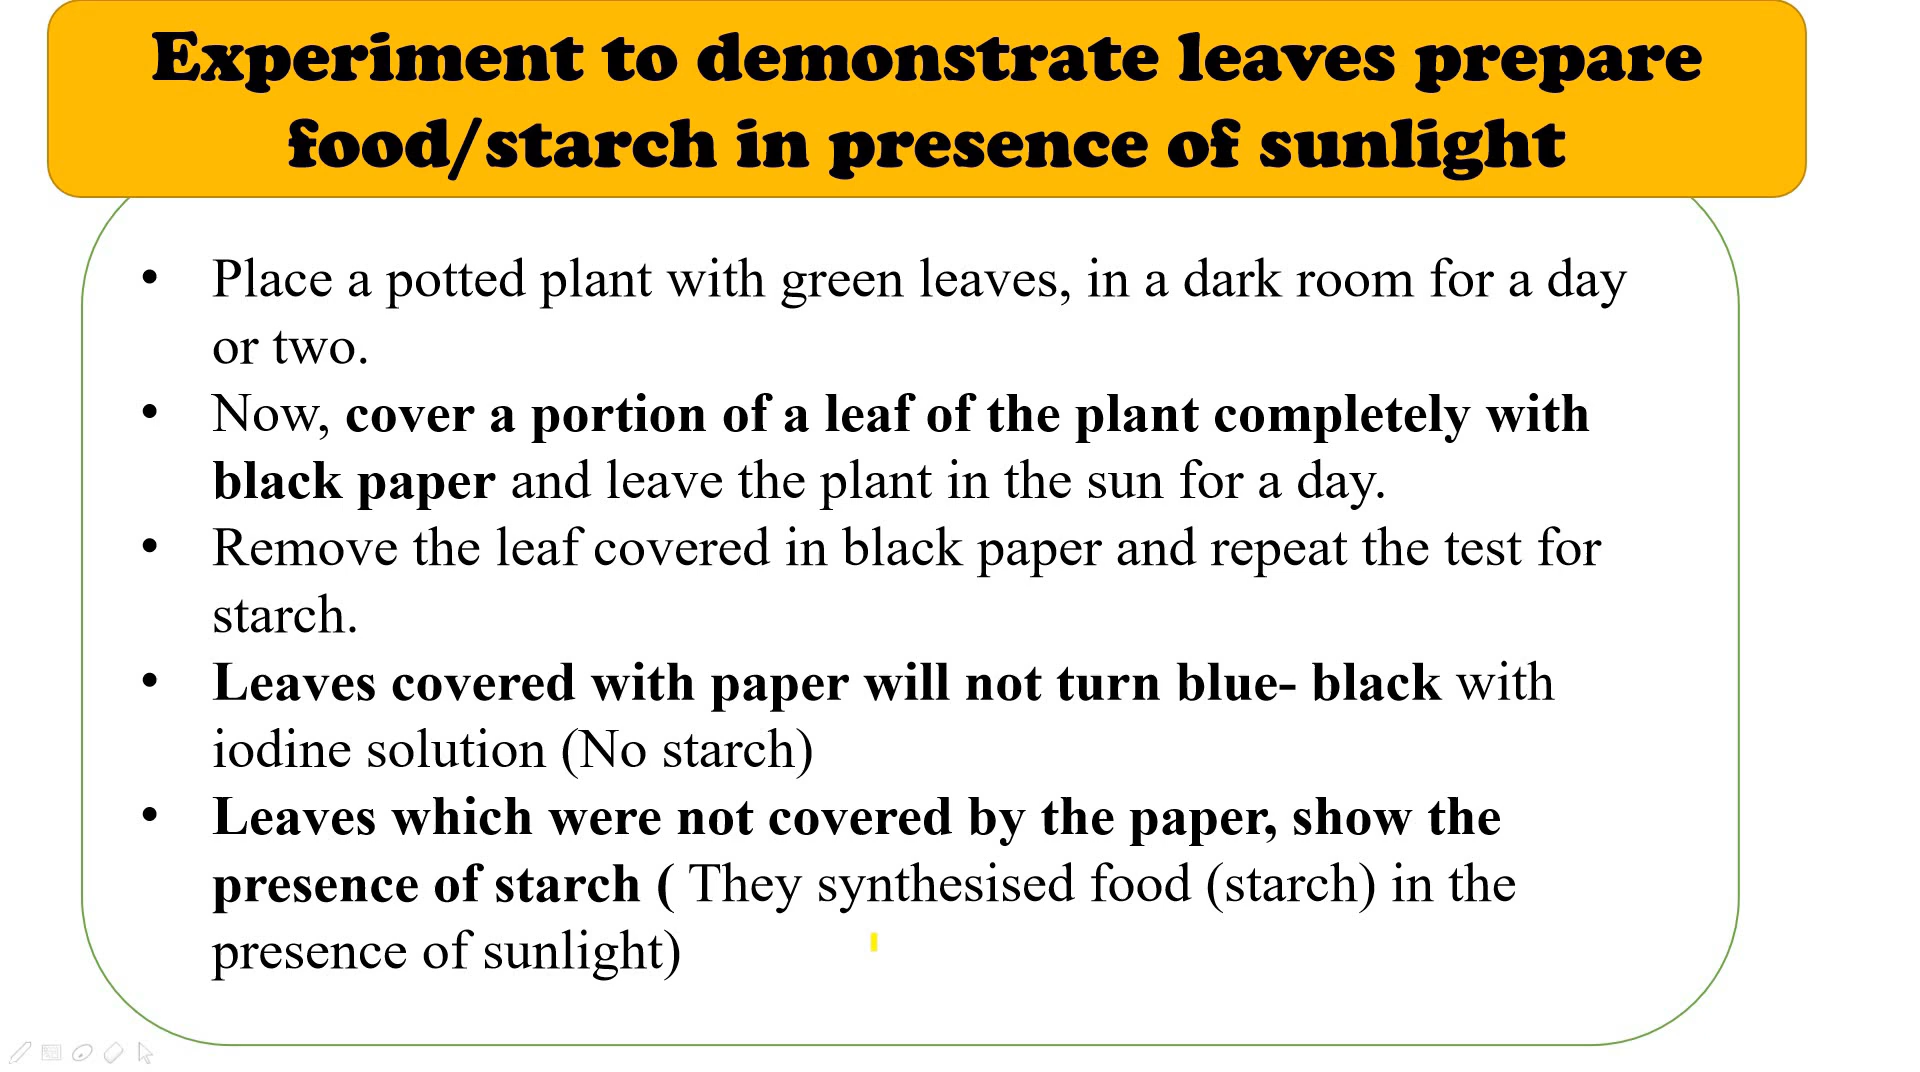 Experiment to demonstrate leaves prepare
food/starch in presence of sunlight
• Place a potted plant with green leaves, in a dark room for a day
or two.
• Now, cover a portion of a leaf of the plant completely with
black paper and leave the plant in the sun for a day.
• Remove the leaf covered in black paper and repeat the test for
starch.
• Leaves covered with paper will not turn blue- black with
iodine solution (No starch)
• Leaves which were not covered by the paper, show the
presence of starch ( They synthesised food (starch) in the
presence of sunlight)